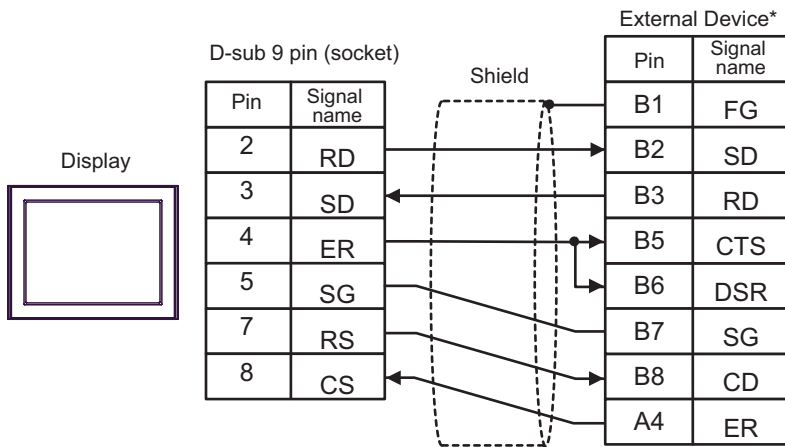 External Device*
D-sub 9 pin (socket)
Shield
Display
Pin Signal name
2 RD
3 SD
4 ER
5 SG
7 RS
8 CS
Pin Signal name
B1 FG
B2 SD
B3 RD
B5 CTS
B6 DSR
B7 SG
B8 CD
A4 ER